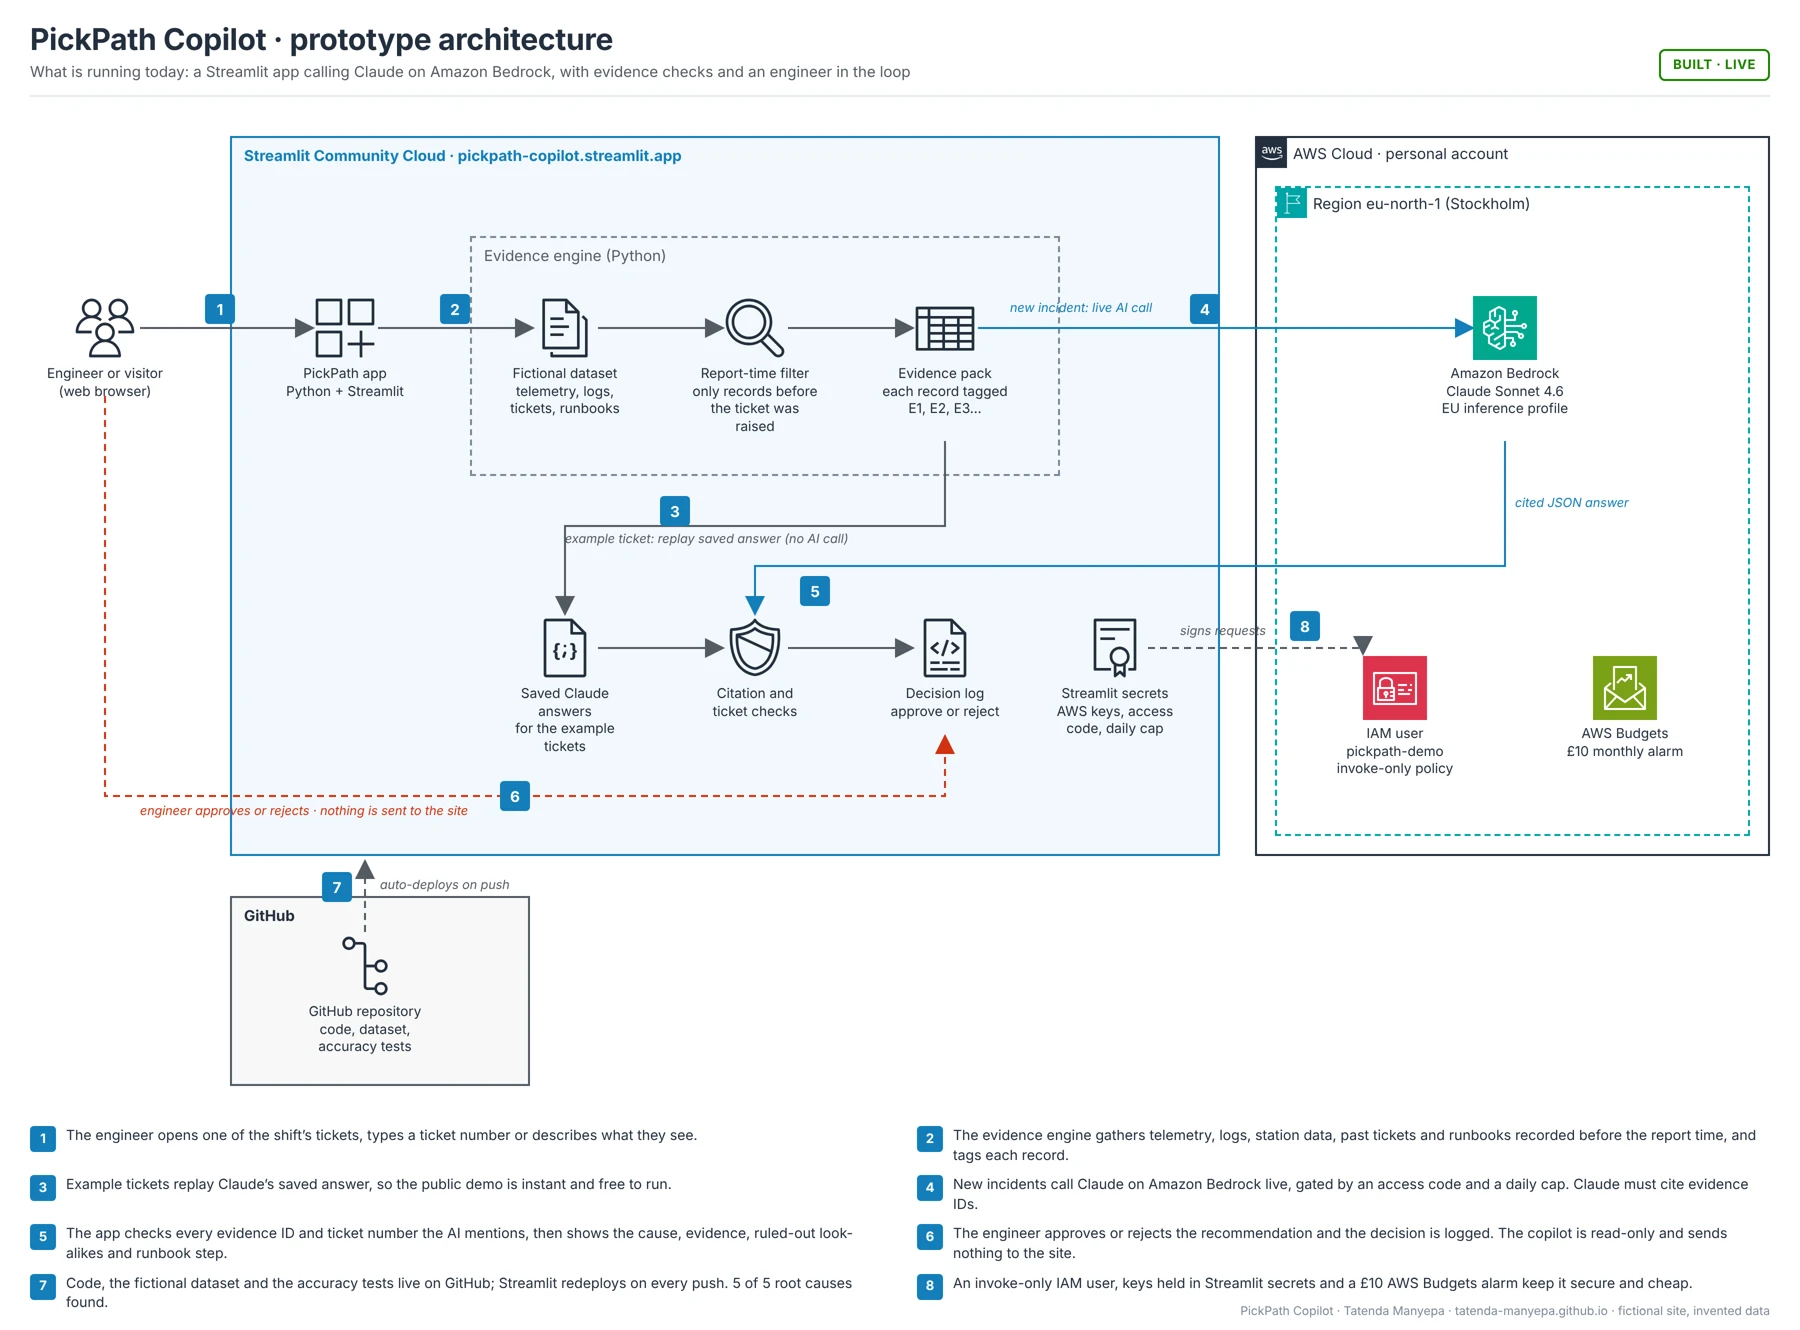 PickPath Copilot · prototype architecture
What is running today: a Streamlit app calling Claude on Amazon Bedrock, with evidence checks and an engineer in the loop
BUILT · LIVE
Streamlit Community Cloud · pickpath-copilot.streamlit.app
aws
AWS Cloud · personal account
Region eu-north-1 (Stockholm)
Evidence engine (Python)
1
2
new incident: live AI call
4
Engineer or visitor
(web browser)
PickPath app
Python + Streamlit
Fictional dataset
telemetry, logs,
tickets, runbooks
Report-time filter
only records before
the ticket was
raised
Evidence pack
each record tagged
E1, E2, E3...
Amazon Bedrock
Claude Sonnet 4.6
EU inference profile
3
example ticket: replay saved answer (no AI call)
cited JSON answer
5
signs requests
8
{;}
</>
Saved Claude
answers
for the example
tickets
Citation and
ticket checks
Decision log
approve or reject
Streamlit secrets
AWS keys, access
code, daily cap
IAM user
pickpath-demo
invoke-only policy
AWS Budgets
£10 monthly alarm
6
engineer approves or rejects · nothing is sent to the site
7
auto-deploys on push
GitHub
GitHub repository
code, dataset,
accuracy tests
1 The engineer opens one of the shift's tickets, types a ticket number or describes what they see.
2 The evidence engine gathers telemetry, logs, station data, past tickets and runbooks recorded before the report time, and
tags each record.
3 Example tickets replay Claude's saved answer, so the public demo is instant and free to run.
4 New incidents call Claude on Amazon Bedrock live, gated by an access code and a daily cap. Claude must cite evidence
IDs.
5 The app checks every evidence ID and ticket number the AI mentions, then shows the cause, evidence, ruled-out look-
alikes and runbook step.
6 The engineer approves or rejects the recommendation and the decision is logged. The copilot is read-only and sends
nothing to the site.
7 Code, the fictional dataset and the accuracy tests live on GitHub; Streamlit redeploys on every push. 5 of 5 root causes
found.
8 An invoke-only IAM user, keys held in Streamlit secrets and a £10 AWS Budgets alarm keep it secure and cheap.
PickPath Copilot · Tatenda Manyepa · tatenda-manyepa.github.io · fictional site, invented data